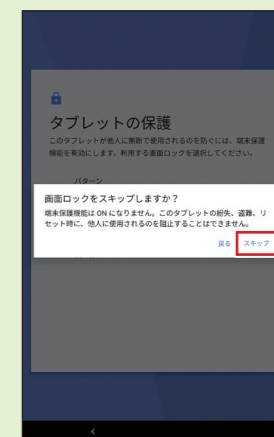 タブレットの保護
このタブレットが他人に無断で使用されるのを防ぐには、端末保護
機能を有効にします。利用する画面ロックを選択してください。
パターン
画面ロックをスキップしますか？
端末保護機能は ON になりません。このタブレットの紛失、盗難、リ
セット時に、他人に使用されるのを阻止することはできません。
戻る スキップ